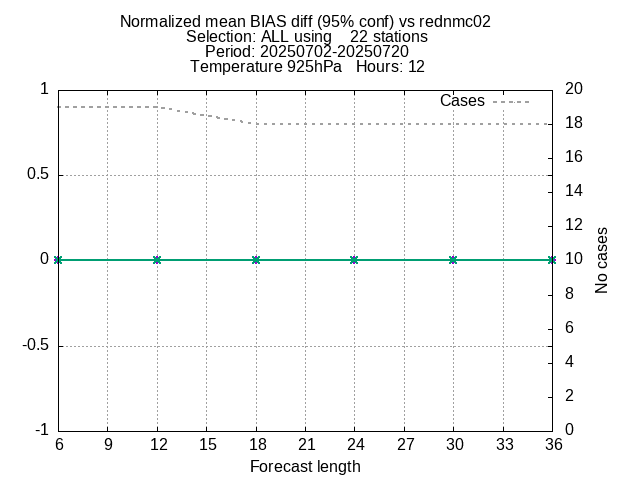 Normalized mean BIAS diff (95% conf) vs rednmc02
Selection: ALL using    22 stations
Period: 20250702-20250720
Temperature 925hPa   Hours: 12
Cases
1
0.5
0
-0.5
-1
20
18
16
14
12
10
8
6
4
2
0
No cases
6 9 12 15 18 21 24 27 30 33 36
Forecast length